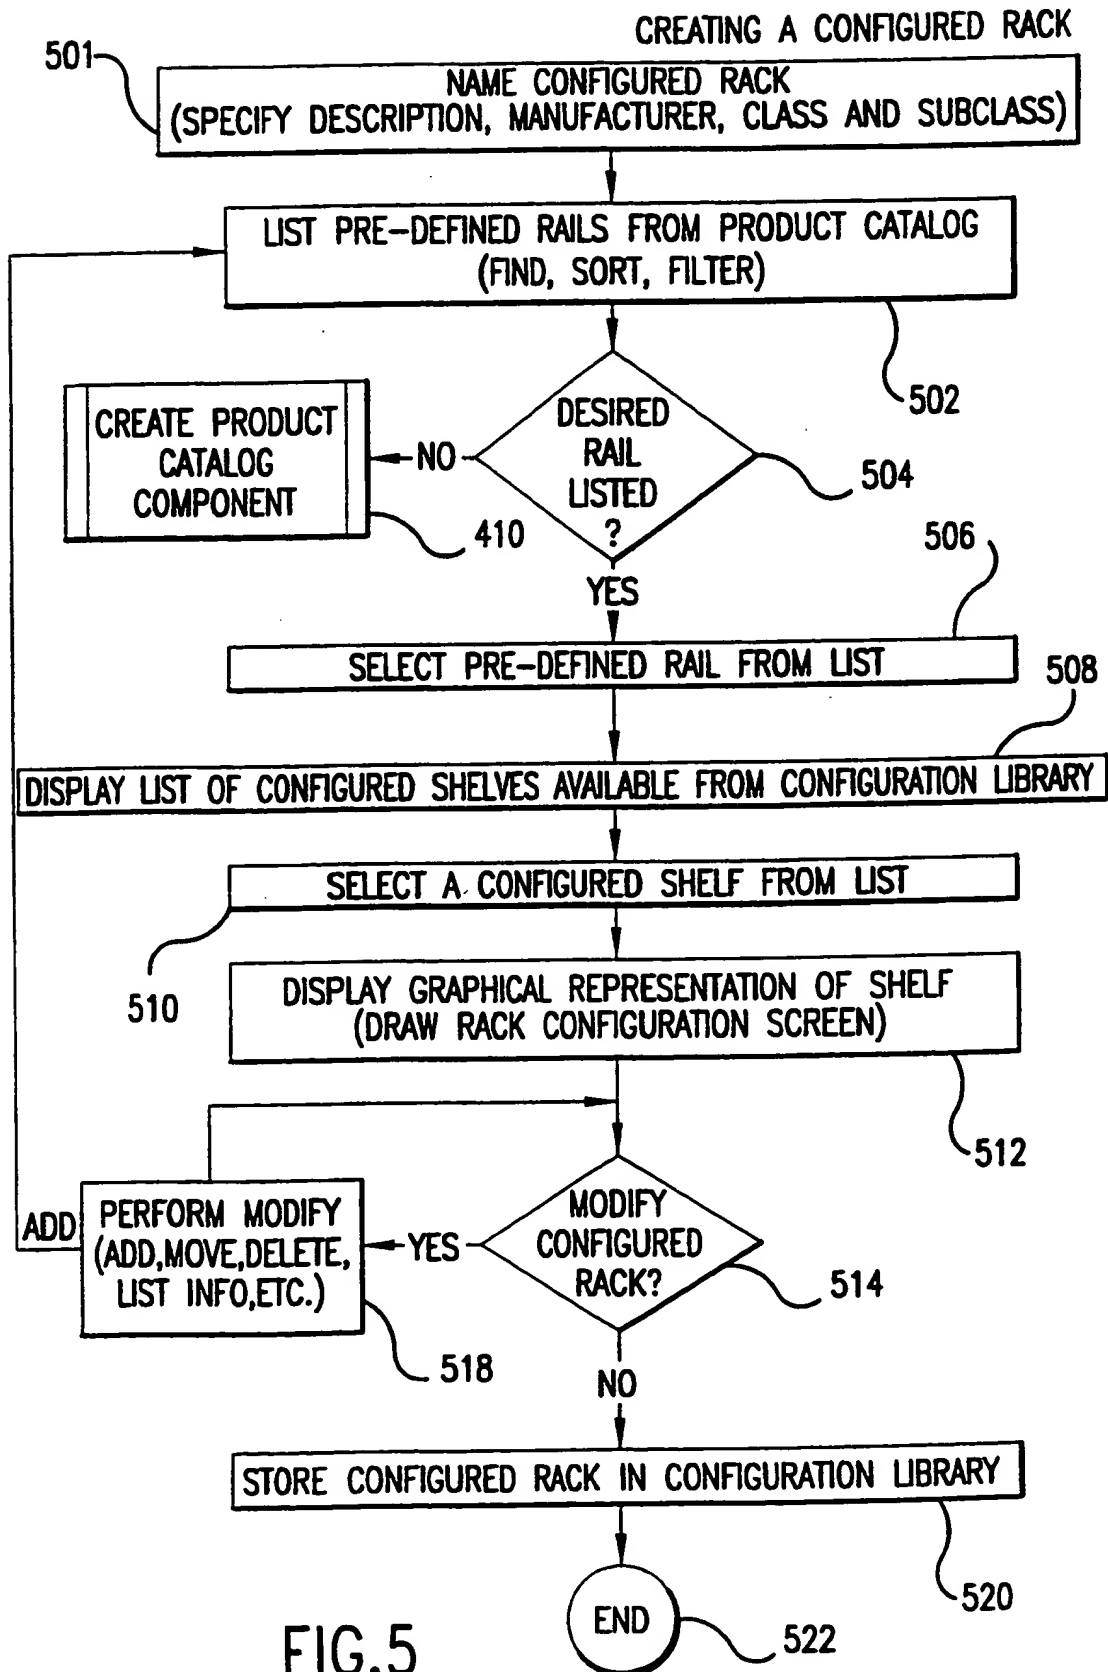 CREATING A CONFIGURED RACK
501
NAME CONFIGURED RACK
(SPECIFY DESCRIPTION, MANUFACTURER, CLASS AND SUBCLASS)
LIST PRE-DEFINED RAILS FROM PRODUCT CATALOG
(FIND, SORT, FILTER)
502
DESIRED
RAIL
LISTED
?
504
NO
CREATE PRODUCT
CATALOG
COMPONENT
410
YES
506
SELECT PRE-DEFINED RAIL FROM LIST
508
DISPLAY LIST OF CONFIGURED SHELVES AVAILABLE FROM CONFIGURATION LIBRARY
SELECT A CONFIGURED SHELF FROM LIST
510
DISPLAY GRAPHICAL REPRESENTATION OF SHELF
(DRAW RACK CONFIGURATION SCREEN)
512
MODIFY
CONFIGURED
RACK?
514
YES
ADD
PERFORM MODIFY
(ADD,MOVE,DELETE,
LIST INFO,ETC.)
518
NO
STORE CONFIGURED RACK IN CONFIGURATION LIBRARY
520
END
522
FIG.5